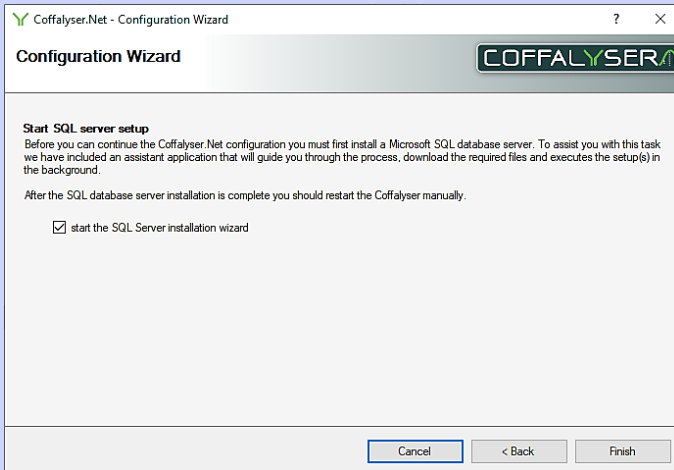 Coffalyser.Net - Configuration Wizard
?
Configuration Wizard
COFFALYSER
Start SQL server setup
Before you can continue the Coffalyser.Net configuration you must first install a Microsoft SQL database server. To assist you with this task
we have included an assistant application that will guide you through the process, download the required files and executes the setup(s) in
the background.
After the SQL database server installation is complete you should restart the Coffalyser manually.
start the SQL Server installation wizard
Cancel
< Back
Finish